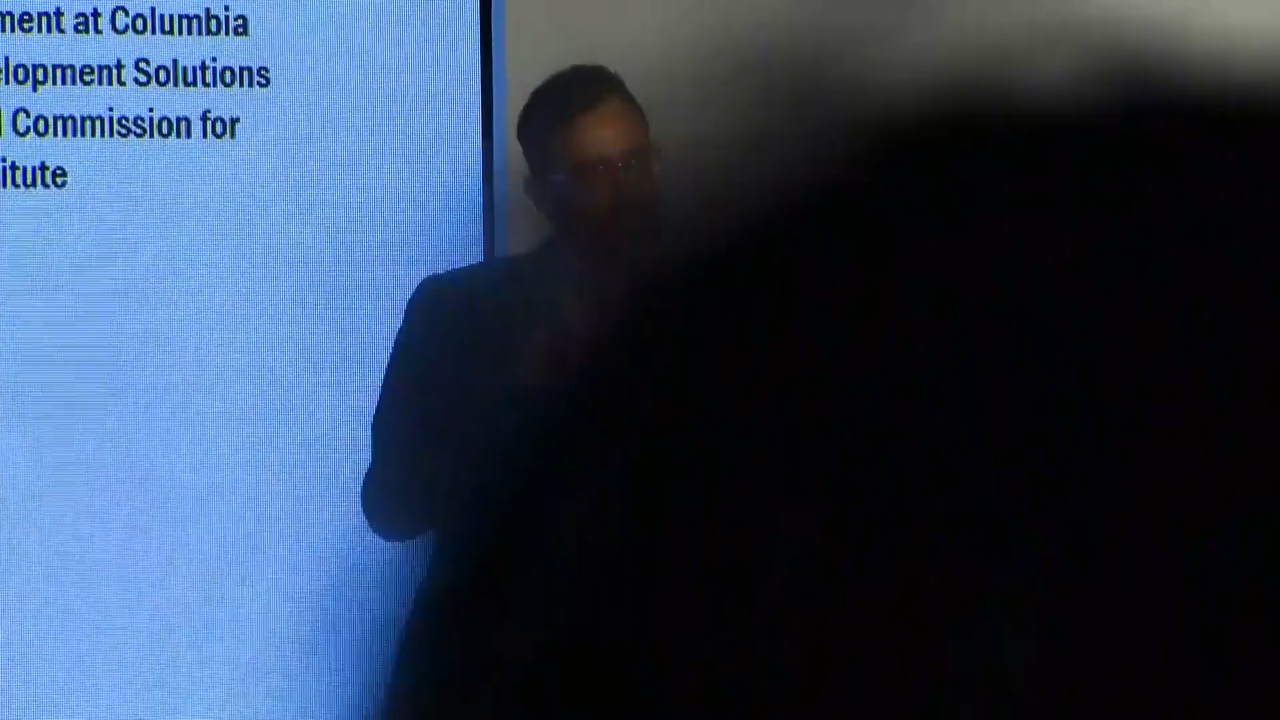 ment at Columbia
elopment Solutions
Commission for
itute